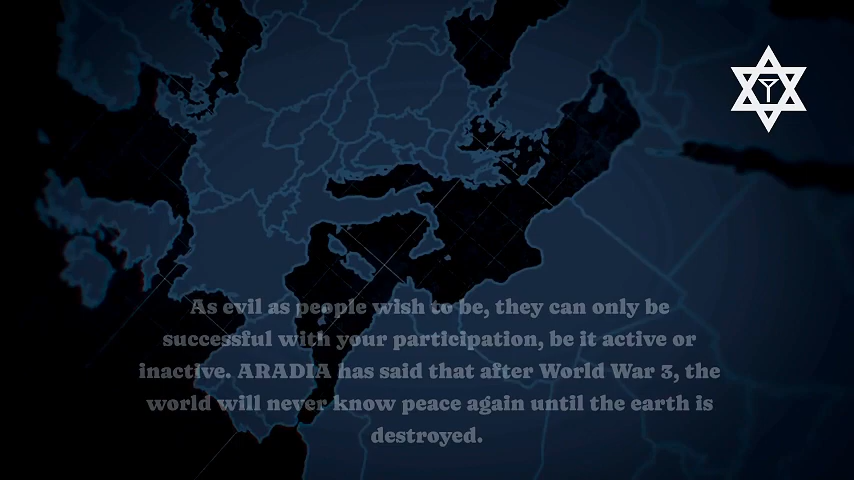 As evil as people wish to be, they can only be
successful with your participation, be it active or
inactive. ARADIA has said that after World War 3, the
world will never know peace again until the earth is
destroyed.